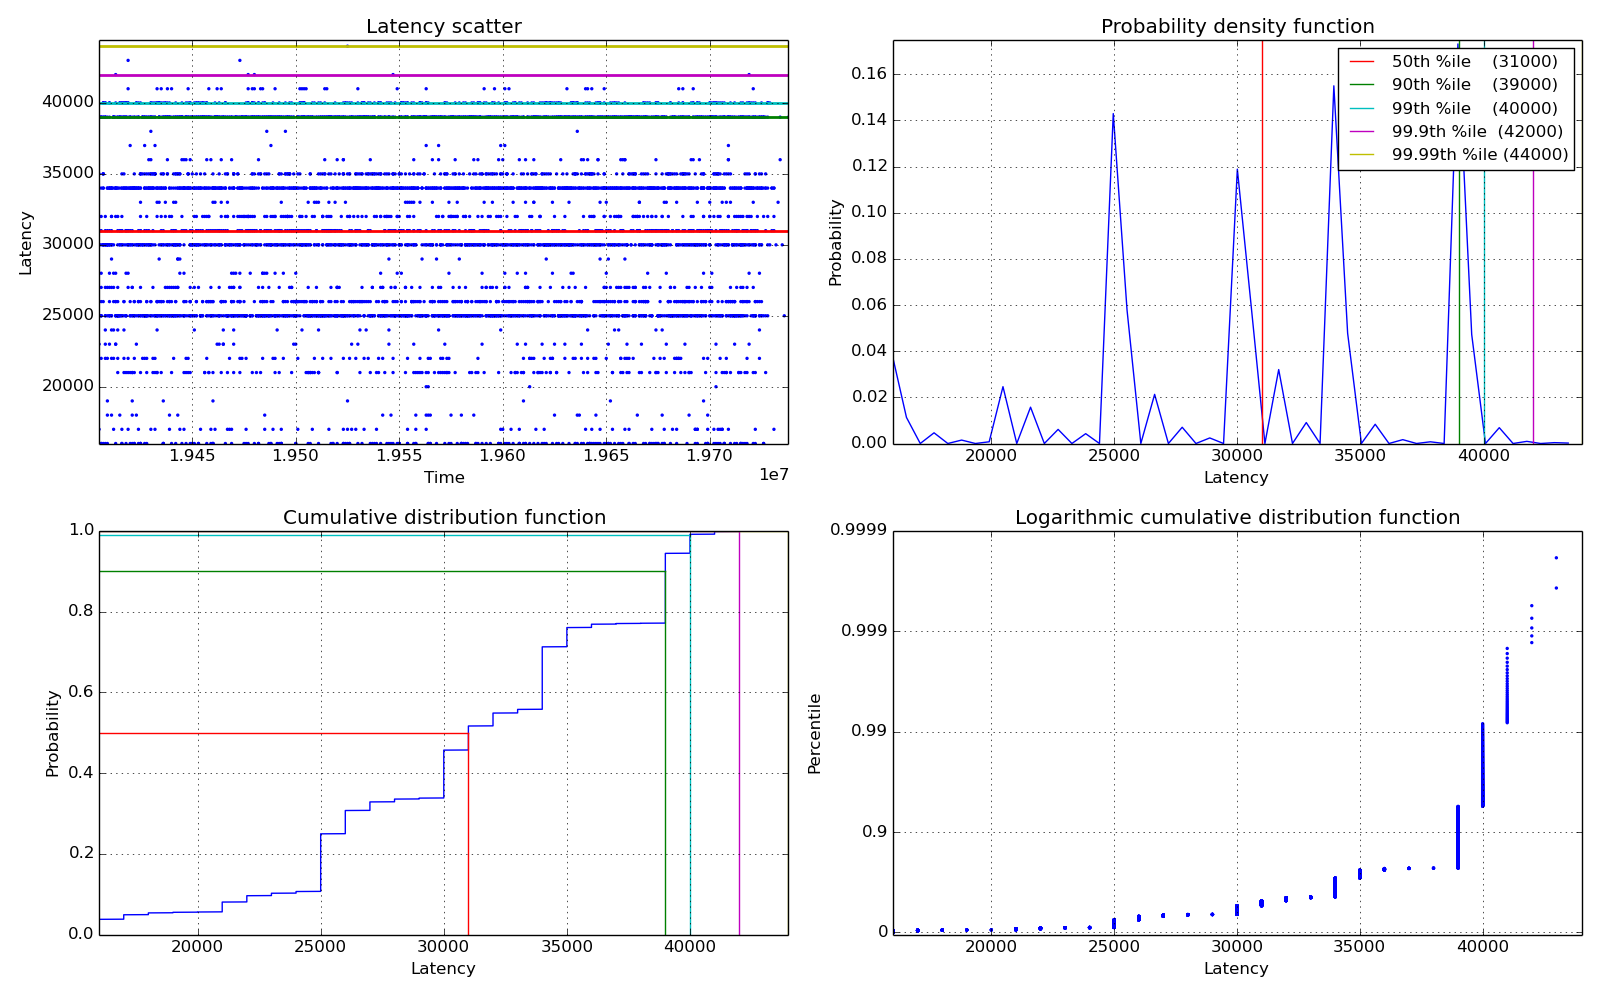 Latency scatter
40000
35000
30000
25000
20000
Latency
1.945 1.950 1.955 1.960 1.965 1.970
1e7
Time
Probability density function
50th %ile (31000)
90th %ile (39000)
99th %ile (40000)
99.9th %ile (42000)
99.99th %ile (44000)
0.16
0.14
0.12
0.10
0.08
0.06
0.04
0.02
0.00
Probability
20000 25000 30000 35000 40000
Latency
Cumulative distribution function
1.0
0.8
0.6
0.4
0.2
0.0
Probability
20000 25000 30000 35000 40000
Latency
Logarithmic cumulative distribution function
0.9999
0.999
0.99
0.9
0
Percentile
20000 25000 30000 35000 40000
Latency